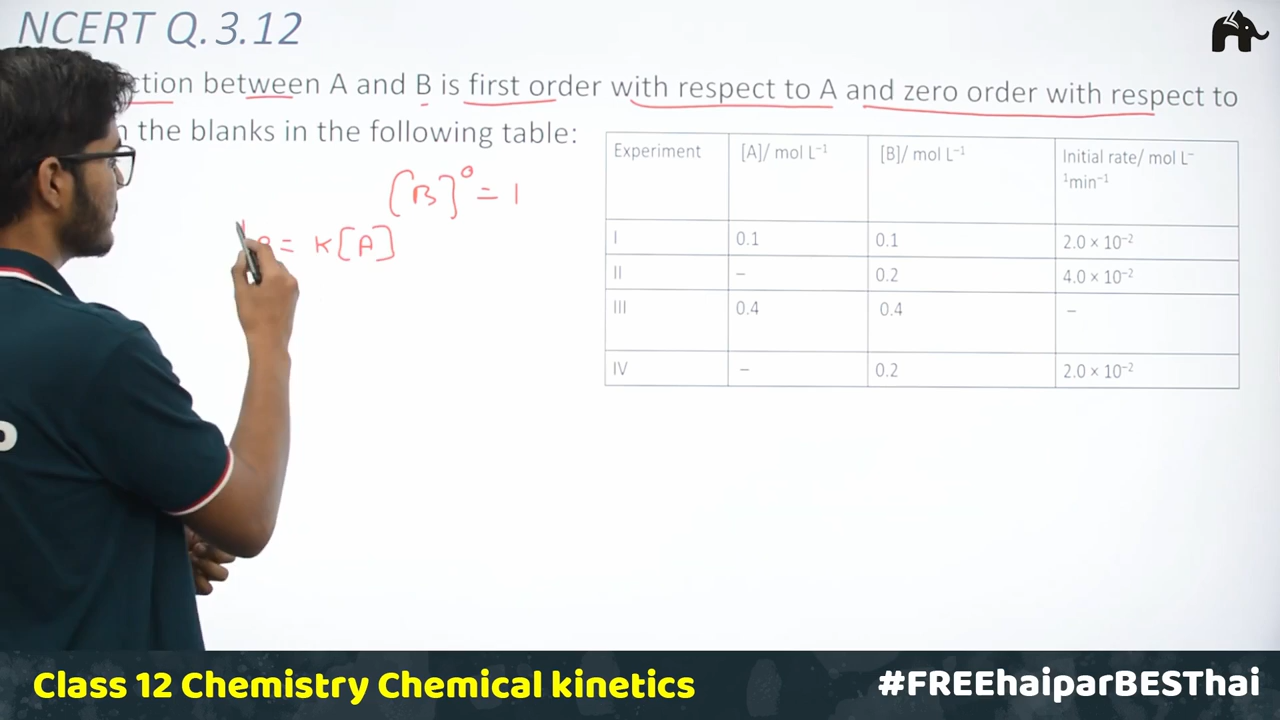 NCERT Q.3.12
ction between A and B is first order with respect to A and zero order with respect to
n the blanks in the following table:
[B]⁰ = 1
= K[A]
Experiment [A]/ mol L⁻¹ [B]/ mol L⁻¹ Initial rate/ mol L⁻
¹min⁻¹
I 0.1 0.1 2.0 × 10⁻²
II – 0.2 4.0 × 10⁻²
III 0.4 0.4 –
IV – 0.2 2.0 × 10⁻²
Class 12 Chemistry Chemical kinetics
#FREEhaiparBESThai